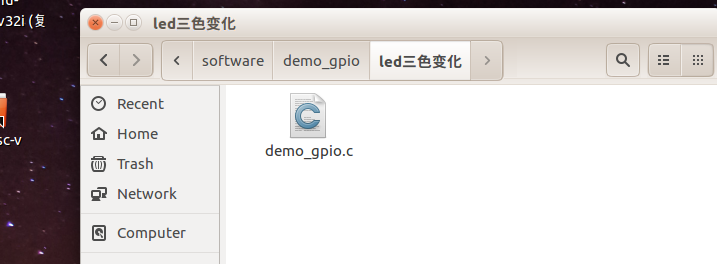 v32i (复
led三色变化
software
demo_gpio
led三色变化
Recent
Home
Trash
Network
Computer
demo_gpio.c
sc-v